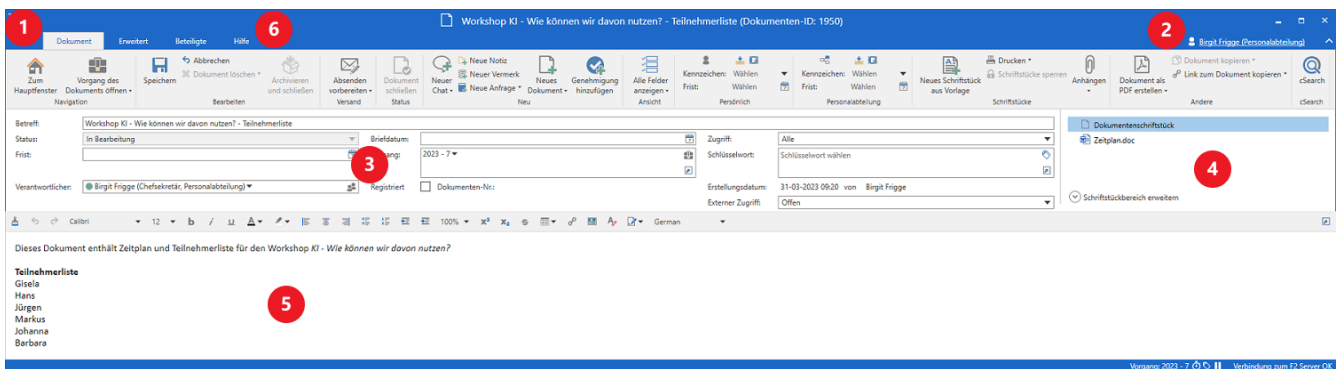 1
Workshop KI - Wie können wir davon nutzen? - Teilnehmerliste (Dokumenten-ID: 1950)
2
Dokument Erweitert Beteiligte Hilfe 6
Birgit Frigge (Personalabteilung)
Zum Hauptfenster
Vorgang des Dokuments öffnen
Navigation
Speichern
Abbrechen
Dokument löschen
Archivieren und schließen
Bearbeiten
Absenden vorbereiten
Versand
Dokument schließen
Status
Neuer Chat
Neue Notiz
Neuer Vermerk
Neue Anfrage
Neues Dokument
Genehmigung hinzufügen
Neu
Alle Felder anzeigen
Ansicht
Kennzeichen: Wählen
Frist: Wählen
Persönlich
Kennzeichen: Wählen
Frist: Wählen
Personalabteilung
Neues Schriftstück aus Vorlage
Drucken
Schriftstücke sperren
Schriftstücke
Anhängen
Dokument als PDF erstellen
Dokument kopieren
Link zum Dokument kopieren
Andere
cSearch
cSearch
Betreff: Workshop KI - Wie können wir davon nutzen? - Teilnehmerliste
Status: In Bearbeitung
Briefdatum:
Zugriff: Alle
Frist:
3
2023 - 7
Schlüsselwort: Schlüsselwort wählen
Verantwortlicher: Birgit Frigge (Chefsekretär, Personalabteilung)
Registriert Dokumenten-Nr.:
Erstellungsdatum: 31-03-2023 09:20 von Birgit Frigge
Externer Zugriff: Offen
Dokumentenschriftstück
Zeitplan.doc
4
Schriftstückbereich erweitern
Calibri 12 b i u A 100% x² x₂ German
Dieses Dokument enthält Zeitplan und Teilnehmerliste für den Workshop KI - Wie können wir davon nutzen?
Teilnehmerliste
Gisela
Hans
5
Jürgen
Markus
Johanna
Barbara
Vorgang: 2023 - 7 Verbindung zum F2 Server OK